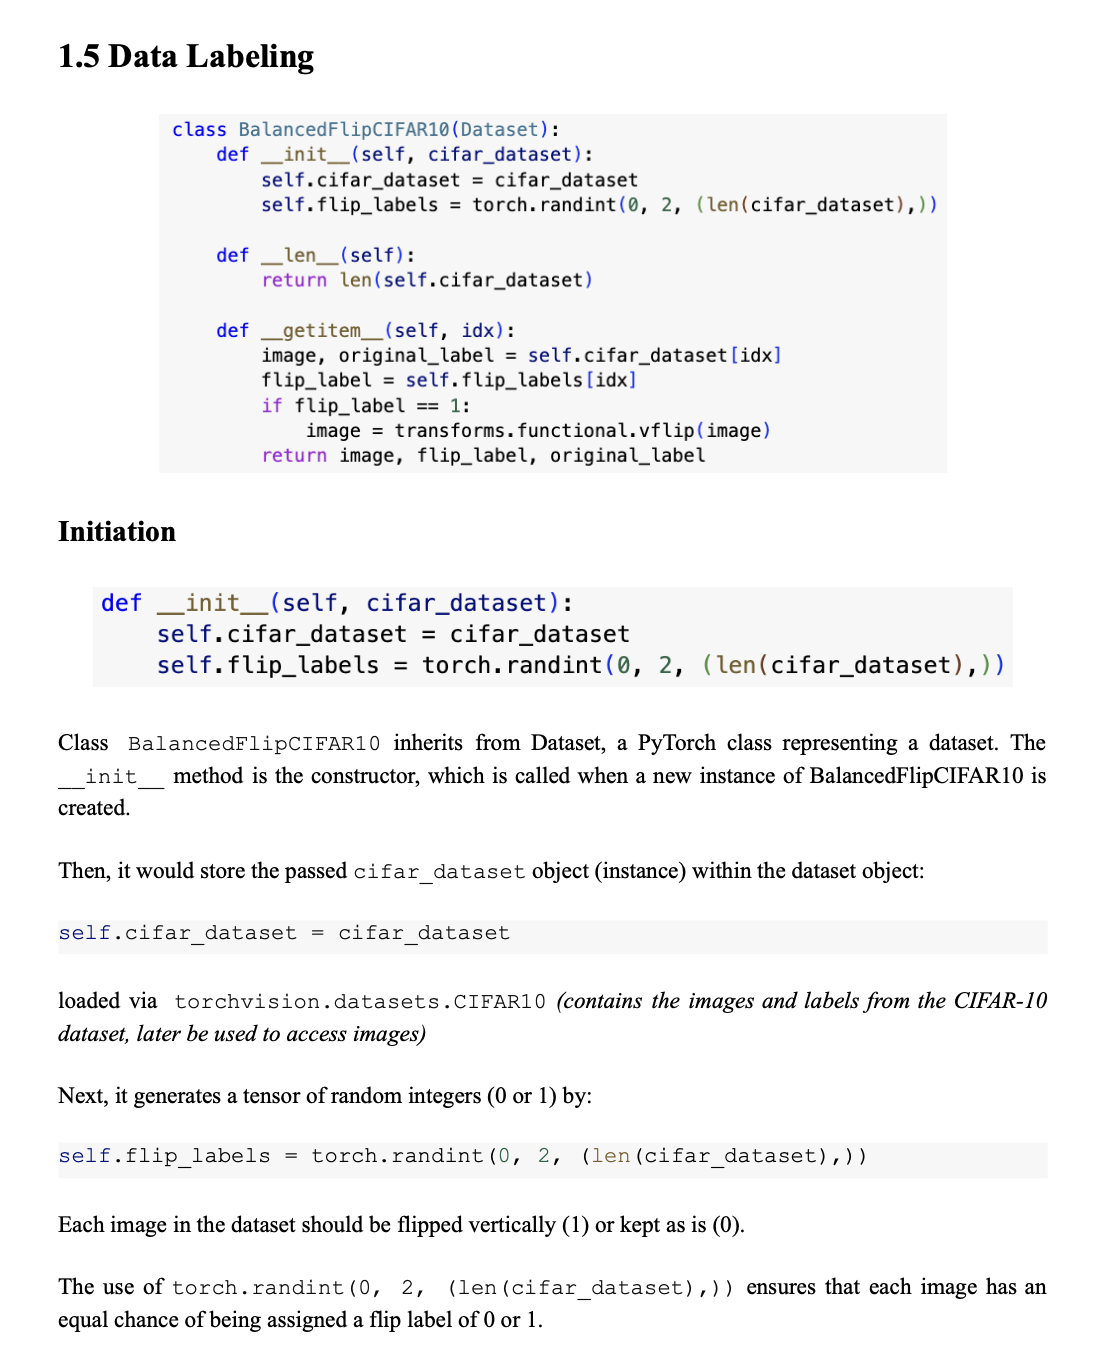 1.5 Data Labeling
class BalancedFlipCIFAR10(Dataset):
    def __init__(self, cifar_dataset):
        self.cifar_dataset = cifar_dataset
        self.flip_labels = torch.randint(0, 2, (len(cifar_dataset),))
    def __len__(self):
        return len(self.cifar_dataset)
    def __getitem__(self, idx):
        image, original_label = self.cifar_dataset[idx]
        flip_label = self.flip_labels[idx]
        if flip_label == 1:
            image = transforms.functional.vflip(image)
        return image, flip_label, original_label
Initiation
def __init__(self, cifar_dataset):
    self.cifar_dataset = cifar_dataset
    self.flip_labels = torch.randint(0, 2, (len(cifar_dataset),))
Class BalancedFlipCIFAR10 inherits from Dataset, a PyTorch class representing a dataset. The
__init__ method is the constructor, which is called when a new instance of BalancedFlipCIFAR10 is
created.
Then, it would store the passed cifar_dataset object (instance) within the dataset object:
self.cifar_dataset = cifar_dataset
loaded via torchvision.datasets.CIFAR10 (contains the images and labels from the CIFAR-10
dataset, later be used to access images)
Next, it generates a tensor of random integers (0 or 1) by:
self.flip_labels = torch.randint(0, 2, (len(cifar_dataset),))
Each image in the dataset should be flipped vertically (1) or kept as is (0).
The use of torch.randint(0, 2, (len(cifar_dataset),)) ensures that each image has an
equal chance of being assigned a flip label of 0 or 1.